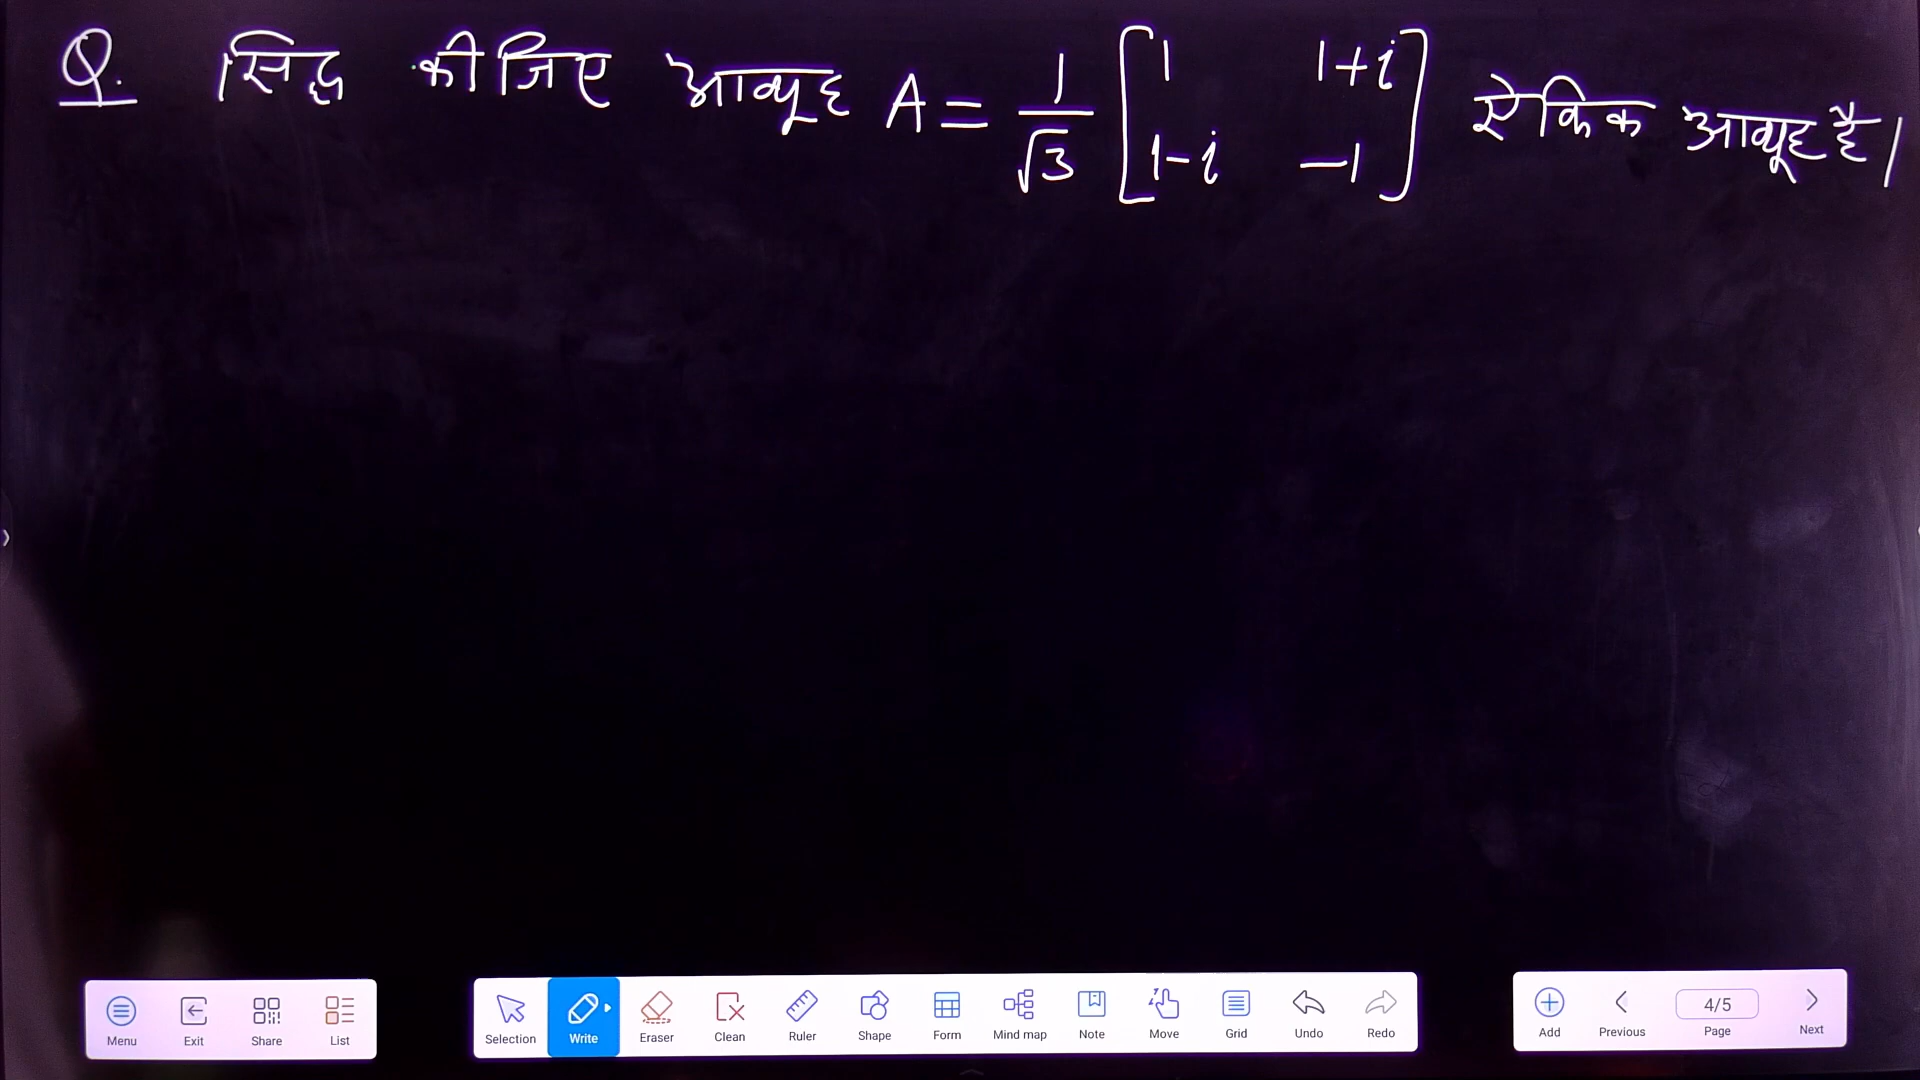 Q. सिद्ध कीजिए आव्यूह A = 1/√3 [1 1+i; 1-i -1] ऐकिक आव्यूह है।
Menu Exit Share List Selection Write Eraser Clean Ruler Shape Form Mind map Note Move Grid Undo Redo Add Previous 4/5 Page Next